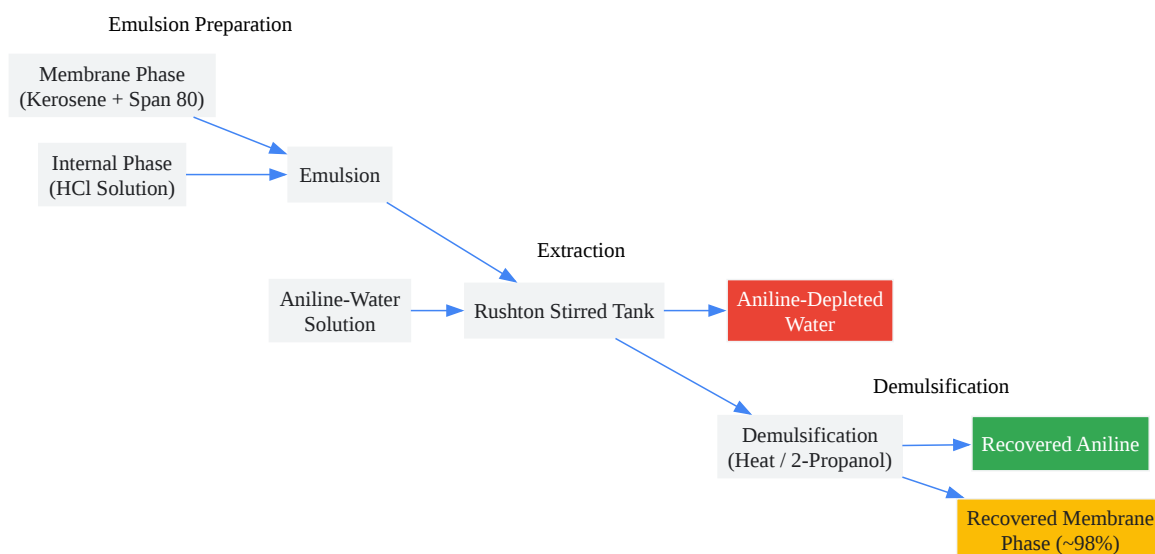 Emulsion Preparation
Membrane Phase
(Kerosene + Span 80)
Internal Phase
(HCl Solution)
Emulsion
Extraction
Aniline-Water
Solution
Rushton Stirred Tank
Aniline-Depleted
Water
Demulsification
Demulsification
(Heat / 2-Propanol)
Recovered Aniline
Recovered Membrane
Phase (~98%)